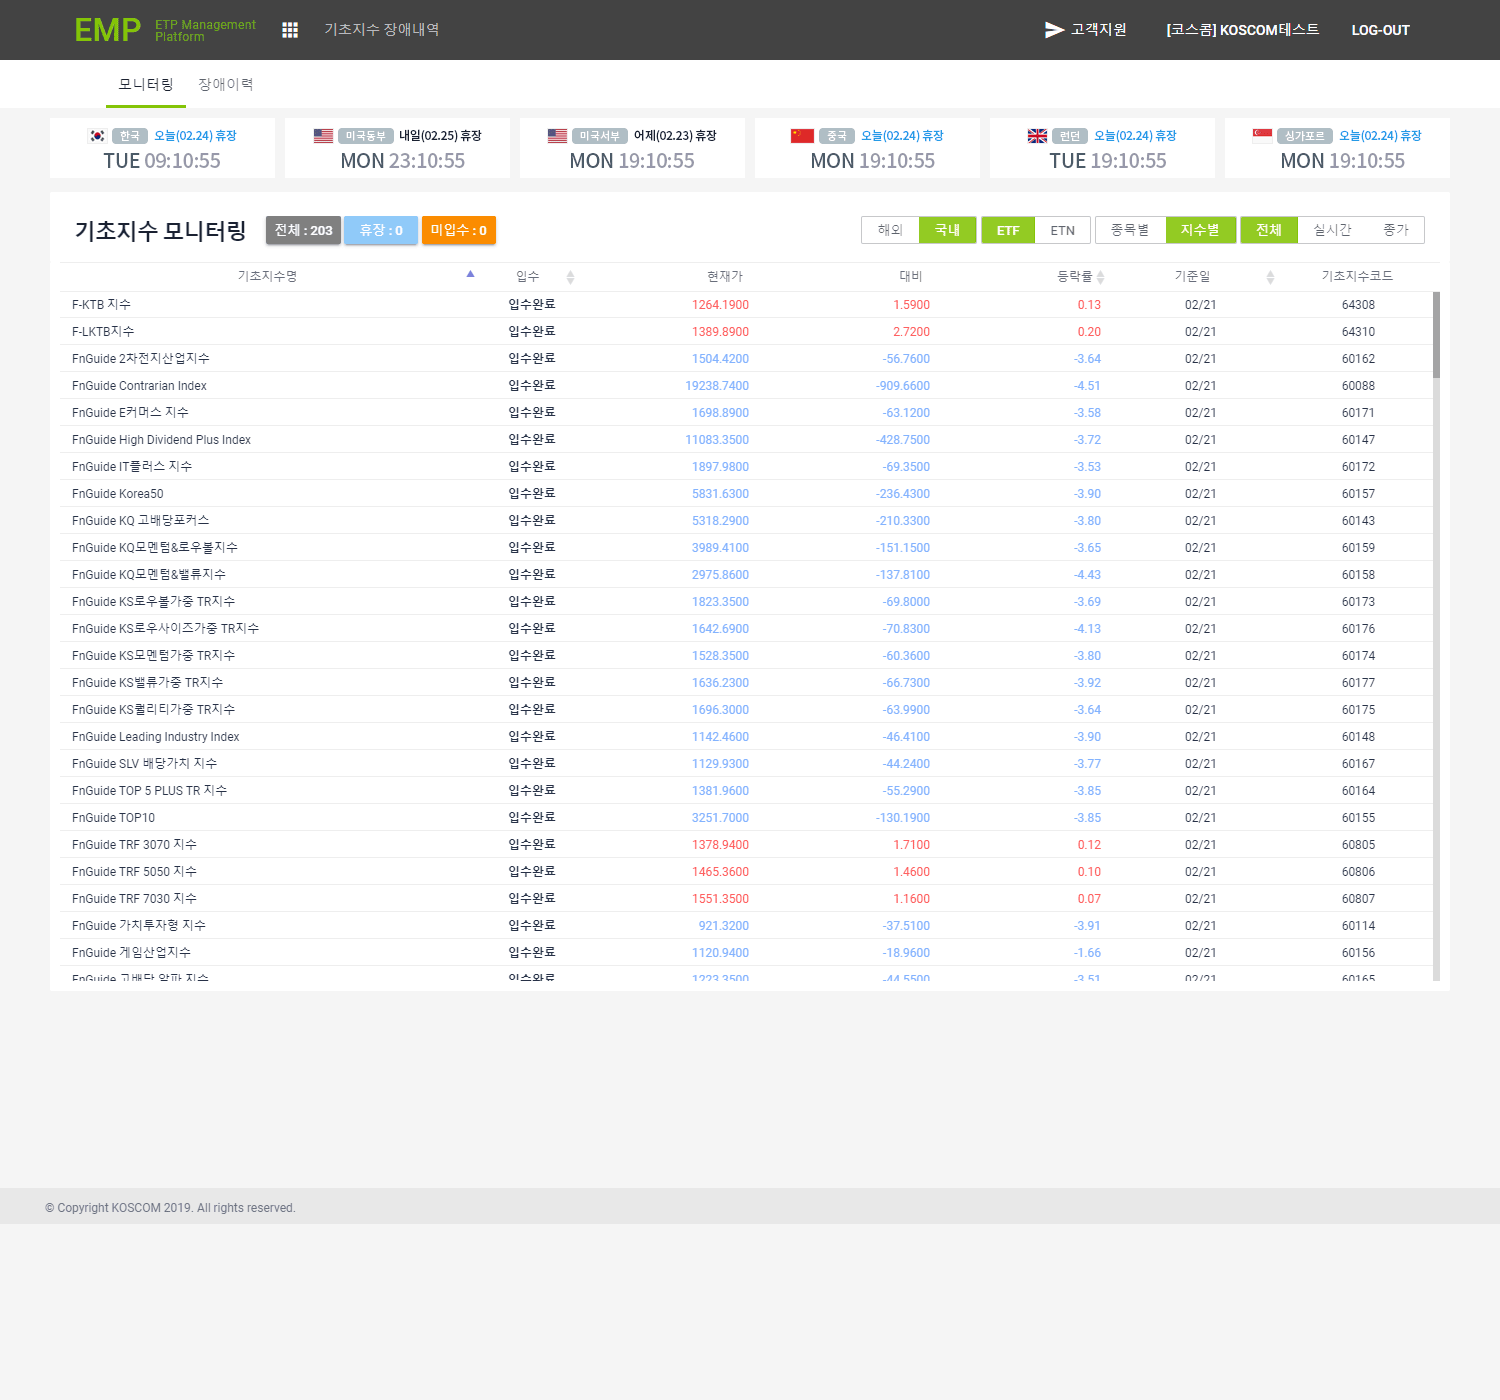 EMP ETP Management Platform 기초지수 장애내역 고객지원 [코스콤] KOSCOM테스트 LOG-OUT
모니터링 장애이력
한국 오늘(02.24) 휴장
TUE 09:10:55
미국동부 내일(02.25) 휴장
MON 23:10:55
미국서부 어제(02.23) 휴장
MON 19:10:55
중국 오늘(02.24) 휴장
MON 19:10:55
런던 오늘(02.24) 휴장
TUE 19:10:55
싱가포르 오늘(02.24) 휴장
MON 19:10:55
기초지수 모니터링 전체 : 203 휴장 : 0 미입수 : 0 해외 국내 ETF ETN 종목별 지수별 전체 실시간 종가
기초지수명 입수 현재가 대비 등락률 기준일 기초지수코드
F-KTB 지수 입수완료 1264.1900 1.5900 0.13 02/21 64308
F-LKTB지수 입수완료 1389.8900 2.7200 0.20 02/21 64310
FnGuide 2차전지산업지수 입수완료 1504.4200 -56.7600 -3.64 02/21 60162
FnGuide Contrarian Index 입수완료 19238.7400 -909.6600 -4.51 02/21 60088
FnGuide E커머스 지수 입수완료 1698.8900 -63.1200 -3.58 02/21 60171
FnGuide High Dividend Plus Index 입수완료 11083.3500 -428.7500 -3.72 02/21 60147
FnGuide IT플러스 지수 입수완료 1897.9800 -69.3500 -3.53 02/21 60172
FnGuide Korea50 입수완료 5831.6300 -236.4300 -3.90 02/21 60157
FnGuide KQ 고배당포커스 입수완료 5318.2900 -210.3300 -3.80 02/21 60143
FnGuide KQ모멘텀&로우볼지수 입수완료 3989.4100 -151.1500 -3.65 02/21 60159
FnGuide KQ모멘텀&밸류지수 입수완료 2975.8600 -137.8100 -4.43 02/21 60158
FnGuide KS로우볼가중 TR지수 입수완료 1823.3500 -69.8000 -3.69 02/21 60173
FnGuide KS로우사이즈가중 TR지수 입수완료 1642.6900 -70.8300 -4.13 02/21 60176
FnGuide KS모멘텀가중 TR지수 입수완료 1528.3500 -60.3600 -3.80 02/21 60174
FnGuide KS밸류가중 TR지수 입수완료 1636.2300 -66.7300 -3.92 02/21 60177
FnGuide KS퀄리티가중 TR지수 입수완료 1696.3000 -63.9900 -3.64 02/21 60175
FnGuide Leading Industry Index 입수완료 1142.4600 -46.4100 -3.90 02/21 60148
FnGuide SLV 배당가치 지수 입수완료 1129.9300 -44.2400 -3.77 02/21 60167
FnGuide TOP 5 PLUS TR 지수 입수완료 1381.9600 -55.2900 -3.85 02/21 60164
FnGuide TOP10 입수완료 3251.7000 -130.1900 -3.85 02/21 60155
FnGuide TRF 3070 지수 입수완료 1378.9400 1.7100 0.12 02/21 60805
FnGuide TRF 5050 지수 입수완료 1465.3600 1.4600 0.10 02/21 60806
FnGuide TRF 7030 지수 입수완료 1551.3500 1.1600 0.07 02/21 60807
FnGuide 가치투자형 지수 입수완료 921.3200 -37.5100 -3.91 02/21 60114
FnGuide 게임산업지수 입수완료 1120.9400 -18.9600 -1.66 02/21 60156
FnGuide 고배당 알파 지수 입수완료 1223.3500 -44.5500 -3.51 02/21 60165
© Copyright KOSCOM 2019. All rights reserved.